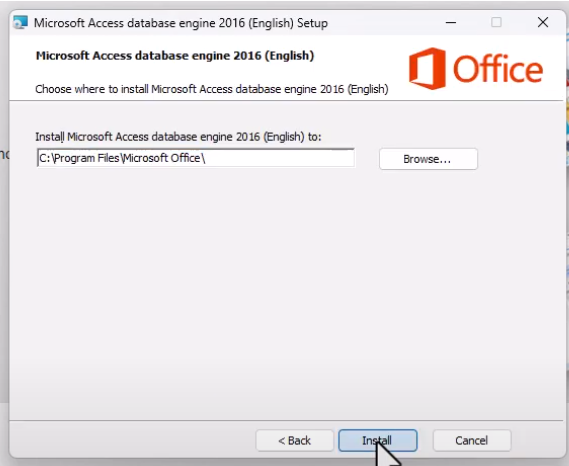 Microsoft Access database engine 2016 (English) Setup
Microsoft Access database engine 2016 (English)
Office
Choose where to install Microsoft Access database engine 2016 (English)
Install Microsoft Access database engine 2016 (English) to:
C:\Program Files\Microsoft Office\
Browse...
< Back
Install
Cancel